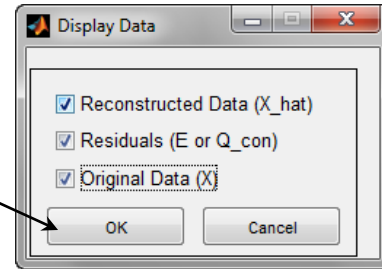 Display Data
Reconstructed Data (X_hat)
Residuals (E or Q_con)
Original Data (X)
OK Cancel